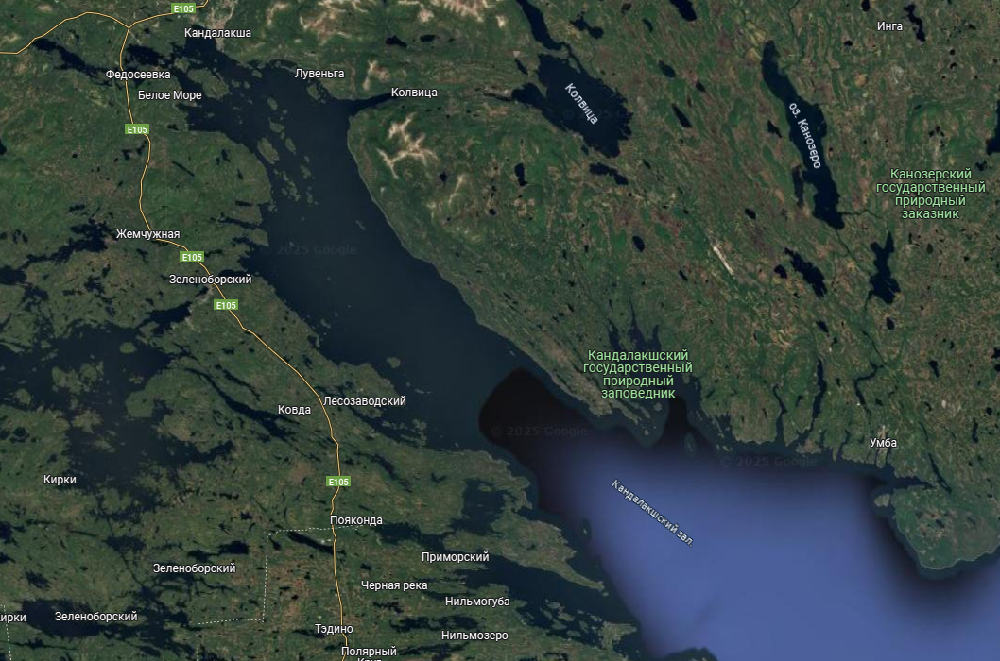 E105
Кандалакша
Инга
Федосеевка
Лувеньга
Белое Море
Колвица
Колвица
оз. Канозеро
E105
Канозерский
государственный
природный
заказник
Жемчужная
© 2025 Google
E105
Зеленоборский
E105
Кандалакшский
государственный
природный
заповедник
Лесозаводский
Ковда
© 2025 Google
Умба
© 2025 Google
Кирки
E105
Кандалакшский зал.
Пояконда
Приморский
Зеленоборский
Черная река
Нильмогуба
ирки
Зеленоборский
Тэдино
Нильмозеро
Полярный
Круг